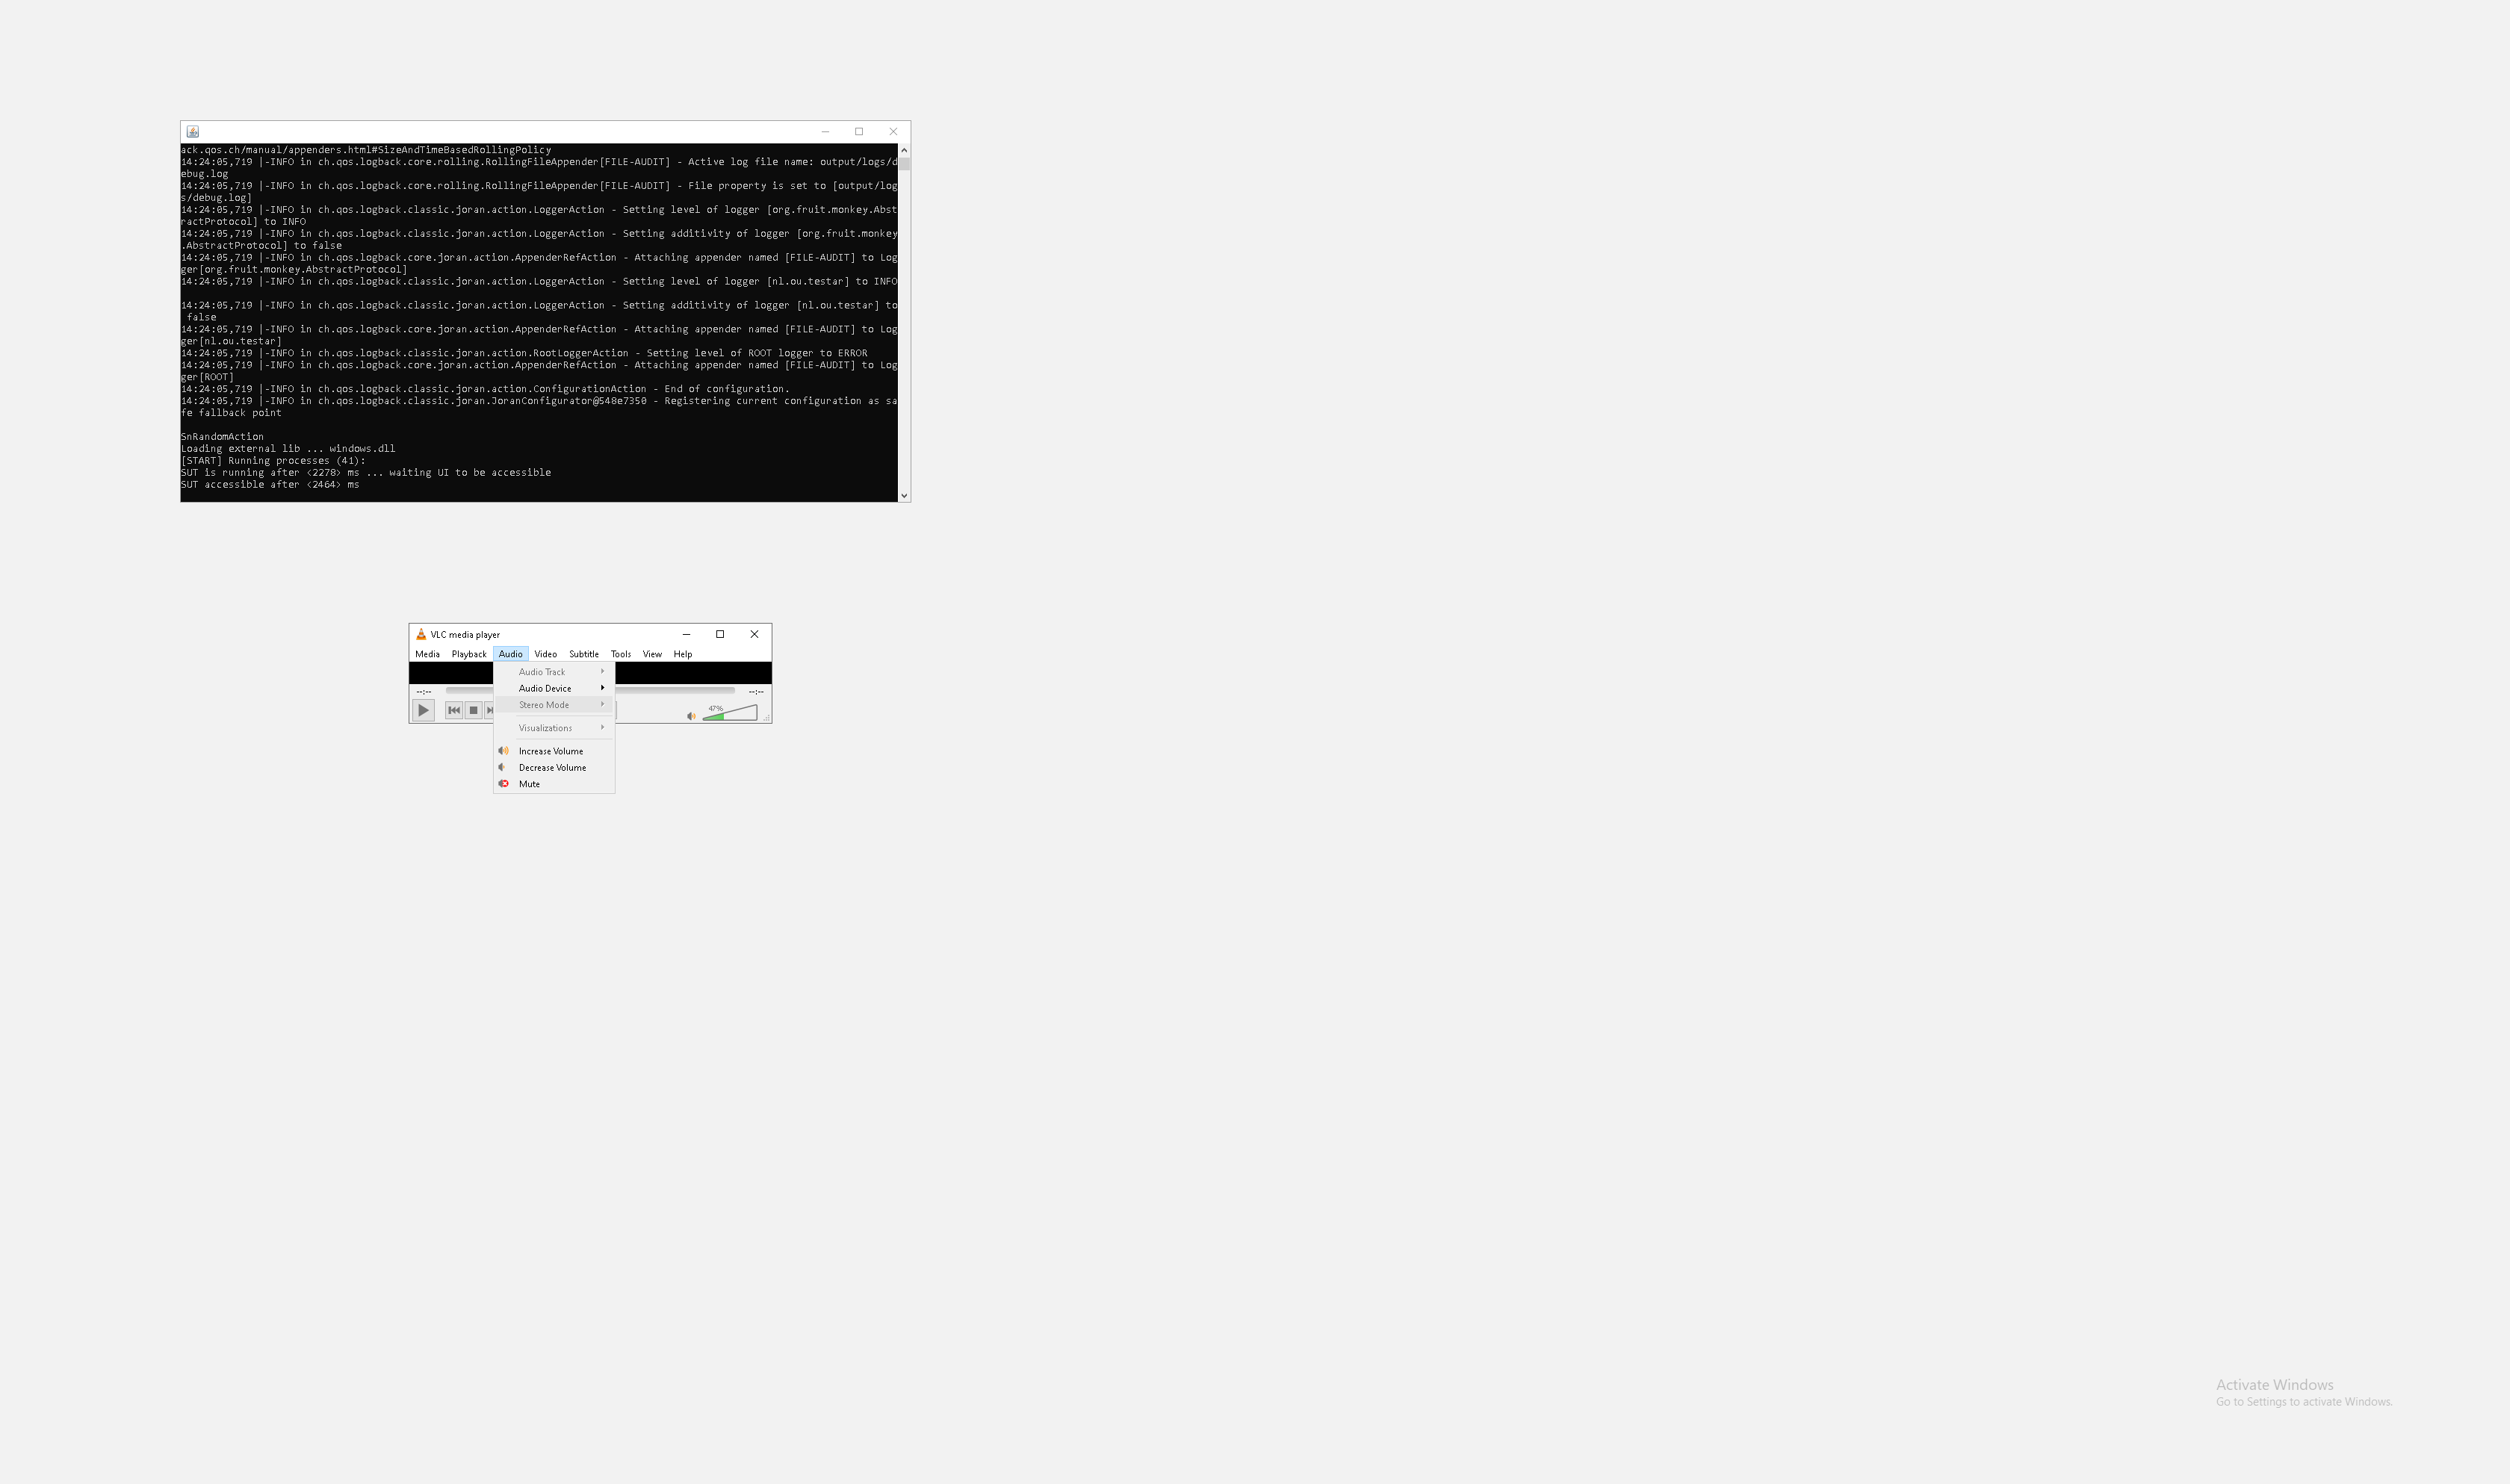 ack.qos.ch/manual/appenders.html#SizeAndTimeBasedRollingPolicy
14:24:05,719 |-INFO in ch.qos.logback.core.rolling.RollingFileAppender[FILE-AUDIT] - Active log file name: output/logs/d
ebug.log
14:24:05,719 |-INFO in ch.qos.logback.core.rolling.RollingFileAppender[FILE-AUDIT] - File property is set to [output/log
s/debug.log]
14:24:05,719 |-INFO in ch.qos.logback.classic.joran.action.LoggerAction - Setting level of logger [org.fruit.monkey.Abst
ractProtocol] to INFO
14:24:05,719 |-INFO in ch.qos.logback.classic.joran.action.LoggerAction - Setting additivity of logger [org.fruit.monkey
.AbstractProtocol] to false
14:24:05,719 |-INFO in ch.qos.logback.core.joran.action.AppenderRefAction - Attaching appender named [FILE-AUDIT] to Log
ger[org.fruit.monkey.AbstractProtocol]
14:24:05,719 |-INFO in ch.qos.logback.classic.joran.action.LoggerAction - Setting level of logger [nl.ou.testar] to INFO
14:24:05,719 |-INFO in ch.qos.logback.classic.joran.action.LoggerAction - Setting additivity of logger [nl.ou.testar] to
false
14:24:05,719 |-INFO in ch.qos.logback.core.joran.action.AppenderRefAction - Attaching appender named [FILE-AUDIT] to Log
ger[nl.ou.testar]
14:24:05,719 |-INFO in ch.qos.logback.classic.joran.action.RootLoggerAction - Setting level of ROOT logger to ERROR
14:24:05,719 |-INFO in ch.qos.logback.core.joran.action.AppenderRefAction - Attaching appender named [FILE-AUDIT] to Log
ger[ROOT]
14:24:05,719 |-INFO in ch.qos.logback.classic.joran.action.ConfigurationAction - End of configuration.
14:24:05,719 |-INFO in ch.qos.logback.classic.joran.JoranConfigurator@548e7350 - Registering current configuration as sa
fe fallback point
SnRandomAction
Loading external lib ... windows.dll
[START] Running processes (41):
SUT is running after <2278> ms ... waiting UI to be accessible
SUT accessible after <2464> ms
VLC media player
Media Playback Audio Video Subtitle Tools View Help
Audio Track
--:-- Audio Device --:--
Stereo Mode
47%
Visualizations
Increase Volume
Decrease Volume
Mute
Activate Windows
Go to Settings to activate Windows.